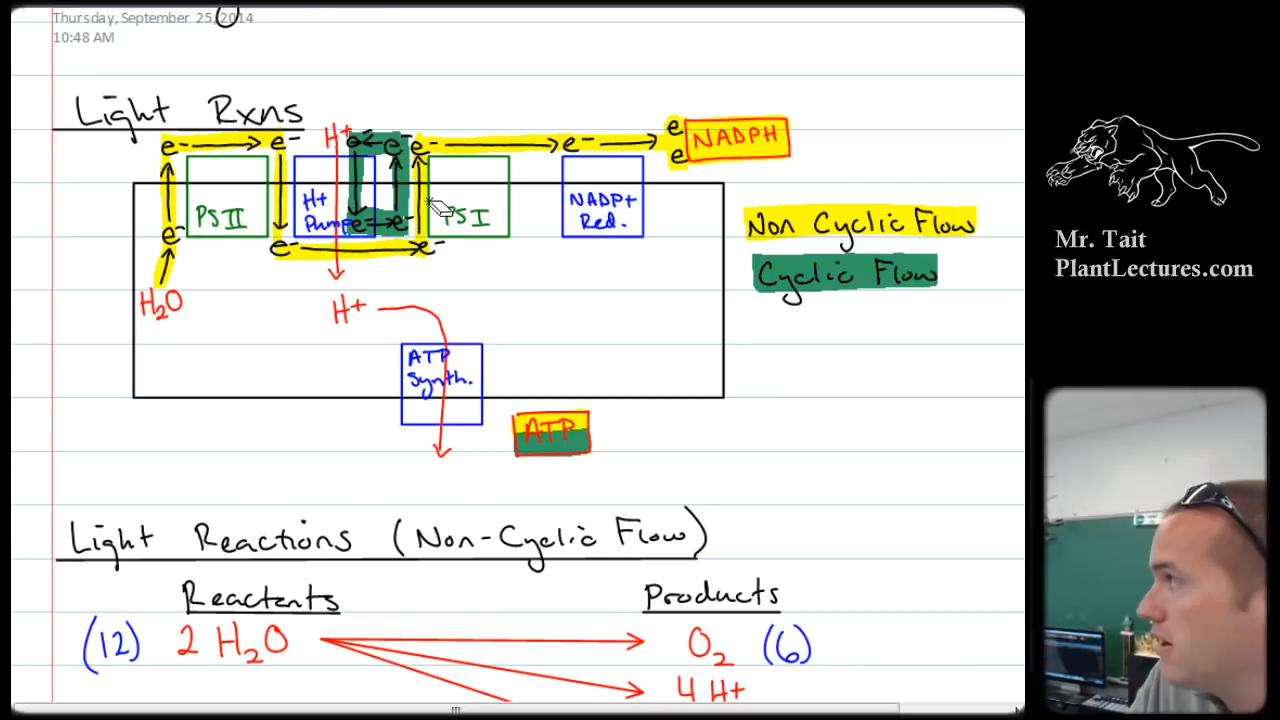 Thursday, September 25, 2014
10:48 AM
Light Rxns
e- e- H+ e- e- e- e- e NADPH
e
PS II H+ Pump PS I NADP+ Red.
e- e- e-
e- e-
H2O
H+
ATP Synth.
ATP
Non Cyclic Flow
Cyclic Flow
Mr. Tait
PlantLectures.com
Light Reactions (Non-Cyclic Flow)
Reactents Products
(12) 2 H2O O2 (6)
4 H+